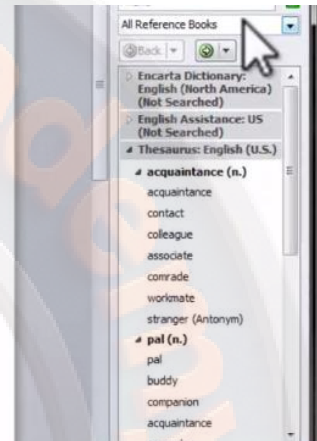 All Reference Books
Back
Encarta Dictionary:
English (North America)
(Not Searched)
English Assistance: US
(Not Searched)
Thesaurus: English (U.S.)
acquaintance (n.)
acquaintance
contact
colleague
associate
comrade
workmate
stranger (Antonym)
pal (n.)
pal
buddy
companion
acquaintance